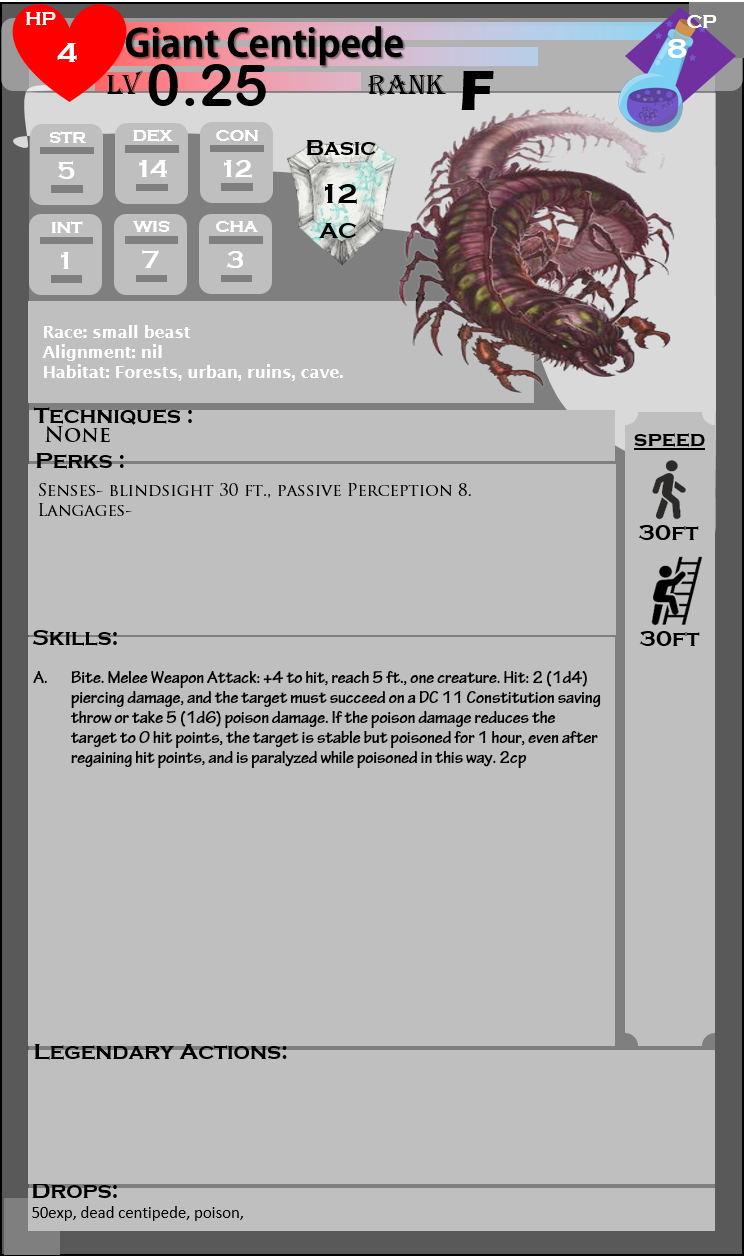 HP
4
Giant Centipede
CP
8
LV 0.25 RANK F
STR
5
DEX
14
CON
12
INT
1
WIS
7
CHA
3
BASIC
12
AC
Race: small beast
Alignment: nil
Habitat: Forests, urban, ruins, cave.
TECHNIQUES :
NONE
PERKS :
SENSES- BLINDSIGHT 30 FT., PASSIVE PERCEPTION 8.
LANGAGES-
SPEED
30FT
30FT
SKILLS:
A. Bite. Melee Weapon Attack: +4 to hit, reach 5 ft., one creature. Hit: 2 (1d4)
piercing damage, and the target must succeed on a DC 11 Constitution saving
throw or take 5 (1d6) poison damage. If the poison damage reduces the
target to 0 hit points, the target is stable but poisoned for 1 hour, even after
regaining hit points, and is paralyzed while poisoned in this way. 2cp
LEGENDARY ACTIONS:
DROPS:
50exp, dead centipede, poison,